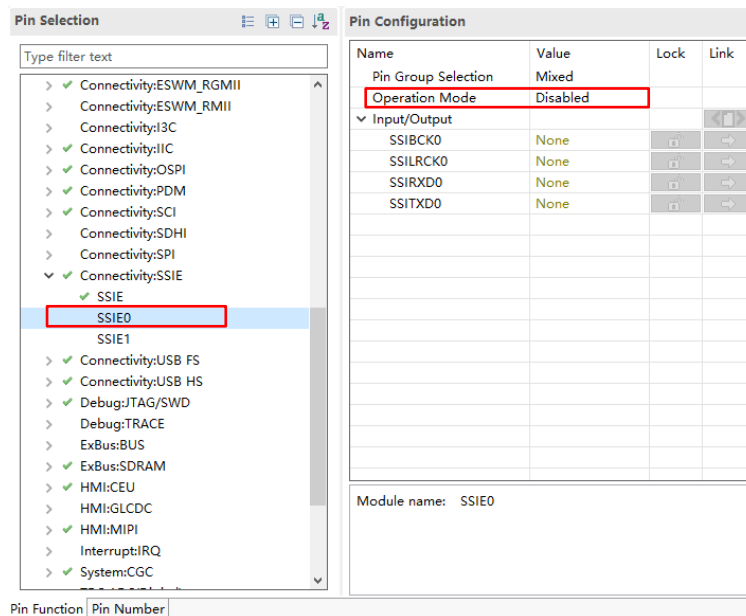 Pin Selection
Type filter text
Connectivity:ESWM_RGMII
Connectivity:ESWM_RMII
Connectivity:I3C
Connectivity:IIC
Connectivity:OSPI
Connectivity:PDM
Connectivity:SCI
Connectivity:SDHI
Connectivity:SPI
Connectivity:SSIE
SSIE
SSIE0
SSIE1
Connectivity:USB FS
Connectivity:USB HS
Debug:JTAG/SWD
Debug:TRACE
ExBus:BUS
ExBus:SDRAM
HMI:CEU
HMI:GLCDC
HMI:MIPI
Interrupt:IRQ
System:CGC
Pin Function Pin Number
Pin Configuration
Name Value Lock Link
Pin Group Selection Mixed
Operation Mode Disabled
Input/Output
SSIBCK0 None
SSILRCK0 None
SSIRXD0 None
SSITXD0 None
Module name: SSIE0